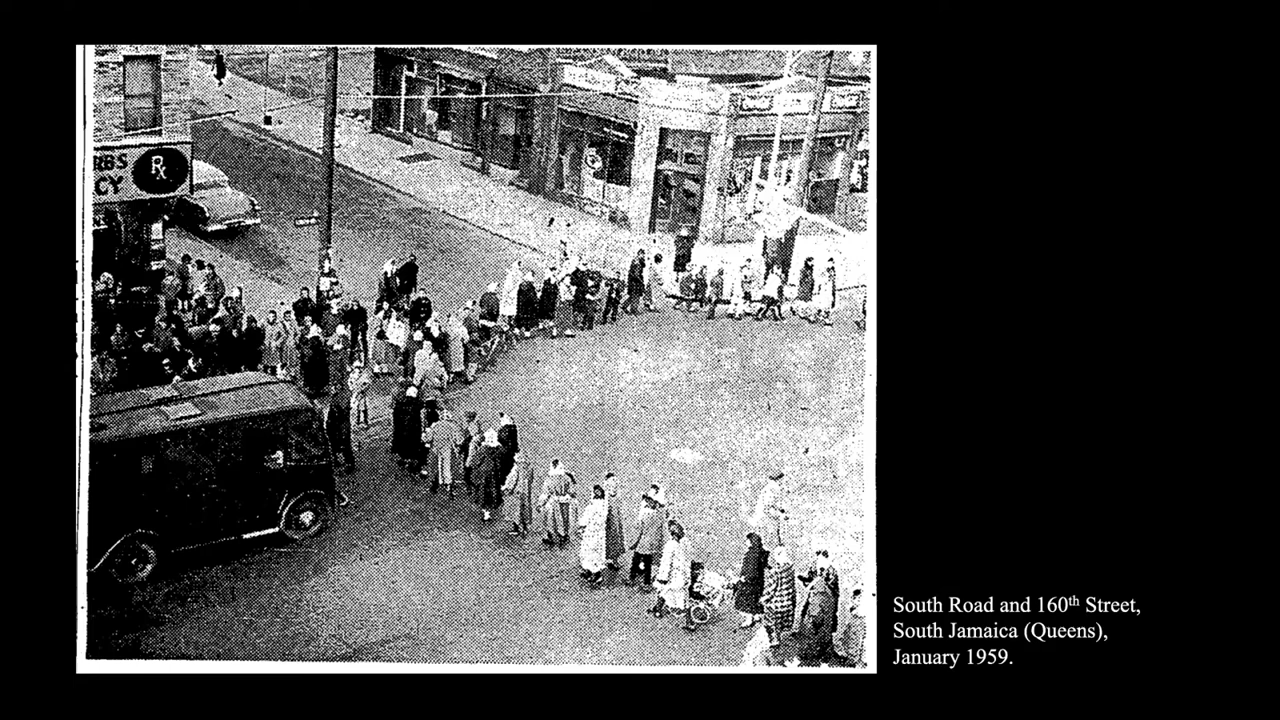 RBS
CY
Rx
South Road and 160th Street,
South Jamaica (Queens),
January 1959.